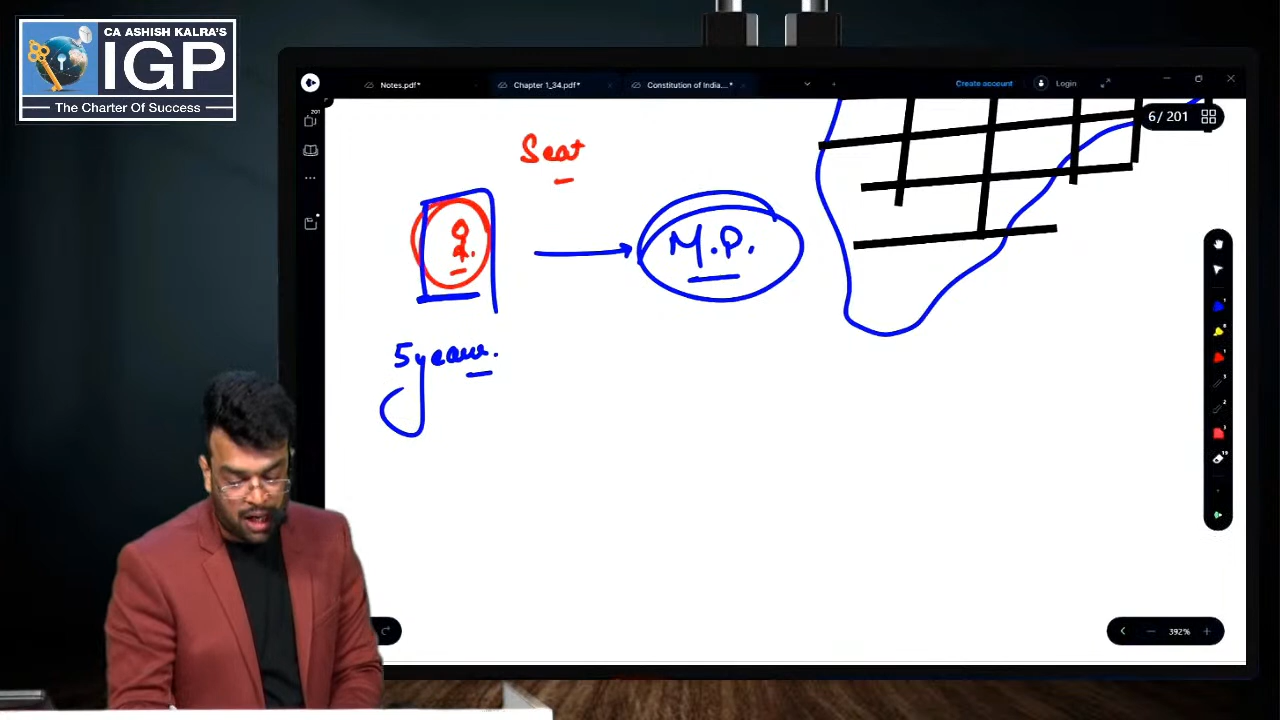 CA ASHISH KALRA'S
IGP
The Charter Of Success
Notes.pdf*
Chapter 1_34.pdf*
Constitution of India....*
Create account
Login
201
6 / 201
Seat
M.P.
5 years.
392%